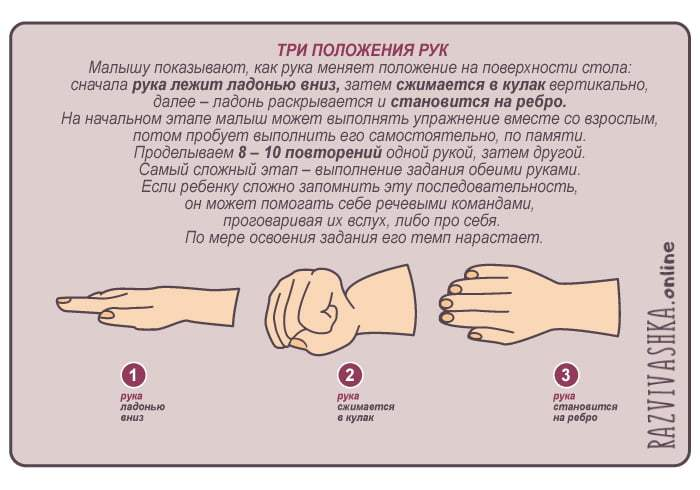 ТРИ ПОЛОЖЕНИЯ РУК
Малышу показывают, как рука меняет положение на поверхности стола:
сначала рука лежит ладонью вниз, затем сжимается в кулак вертикально,
далее – ладонь раскрывается и становится на ребро.
На начальном этапе малыш может выполнять упражнение вместе со взрослым,
потом пробует выполнить его самостоятельно, по памяти.
Проделываем 8 – 10 повторений одной рукой, затем другой.
Самый сложный этап – выполнение задания обеими руками.
Если ребенку сложно запомнить эту последовательность,
он может помогать себе речевыми командами,
проговаривая их вслух, либо про себя.
По мере освоения задания его темп нарастает.
1
рука
ладонью
вниз
2
рука
сжимается
в кулак
3
рука
становится
на ребро
RAZVIVASHKA.online